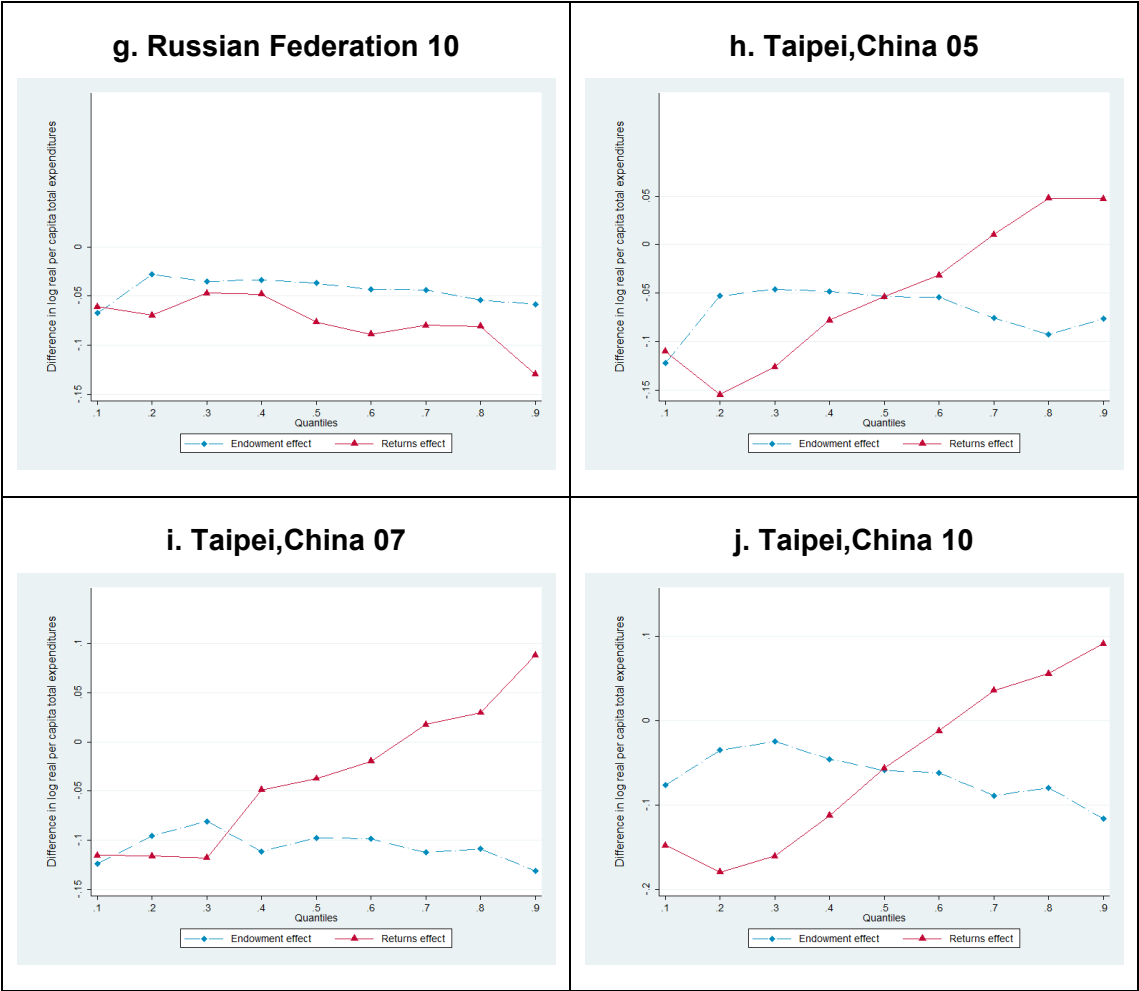 g. Russian Federation 10
Difference in log real per capita total expenditures
0
-.05
-.1
-.15
.1 .2 .3 .4 .5 .6 .7 .8 .9
Quantiles
Endowment effect Returns effect
h. Taipei,China 05
Difference in log real per capita total expenditures
.05
0
-.05
-.1
-.15
.1 .2 .3 .4 .5 .6 .7 .8 .9
Quantiles
Endowment effect Returns effect
i. Taipei,China 07
Difference in log real per capita total expenditures
.1
.05
0
-.05
-.1
-.15
.1 .2 .3 .4 .5 .6 .7 .8 .9
Quantiles
Endowment effect Returns effect
j. Taipei,China 10
Difference in log real per capita total expenditures
.1
0
-.1
-.2
.1 .2 .3 .4 .5 .6 .7 .8 .9
Quantiles
Endowment effect Returns effect